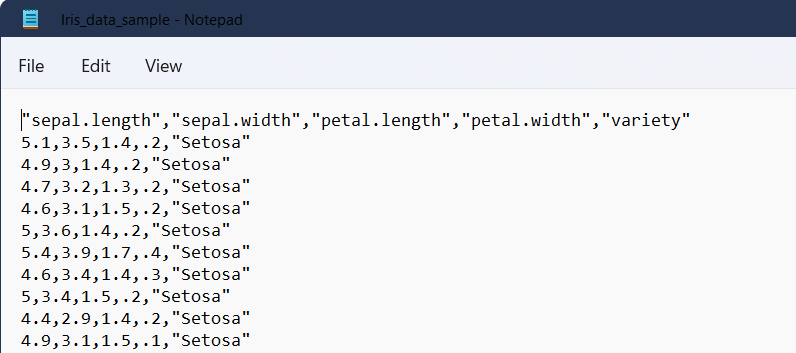 Iris_data_sample - Notepad
File Edit View
"sepal.length","sepal.width","petal.length","petal.width","variety"
5.1,3.5,1.4,.2,"Setosa"
4.9,3,1.4,.2,"Setosa"
4.7,3.2,1.3,.2,"Setosa"
4.6,3.1,1.5,.2,"Setosa"
5,3.6,1.4,.2,"Setosa"
5.4,3.9,1.7,.4,"Setosa"
4.6,3.4,1.4,.3,"Setosa"
5,3.4,1.5,.2,"Setosa"
4.4,2.9,1.4,.2,"Setosa"
4.9,3.1,1.5,.1,"Setosa"